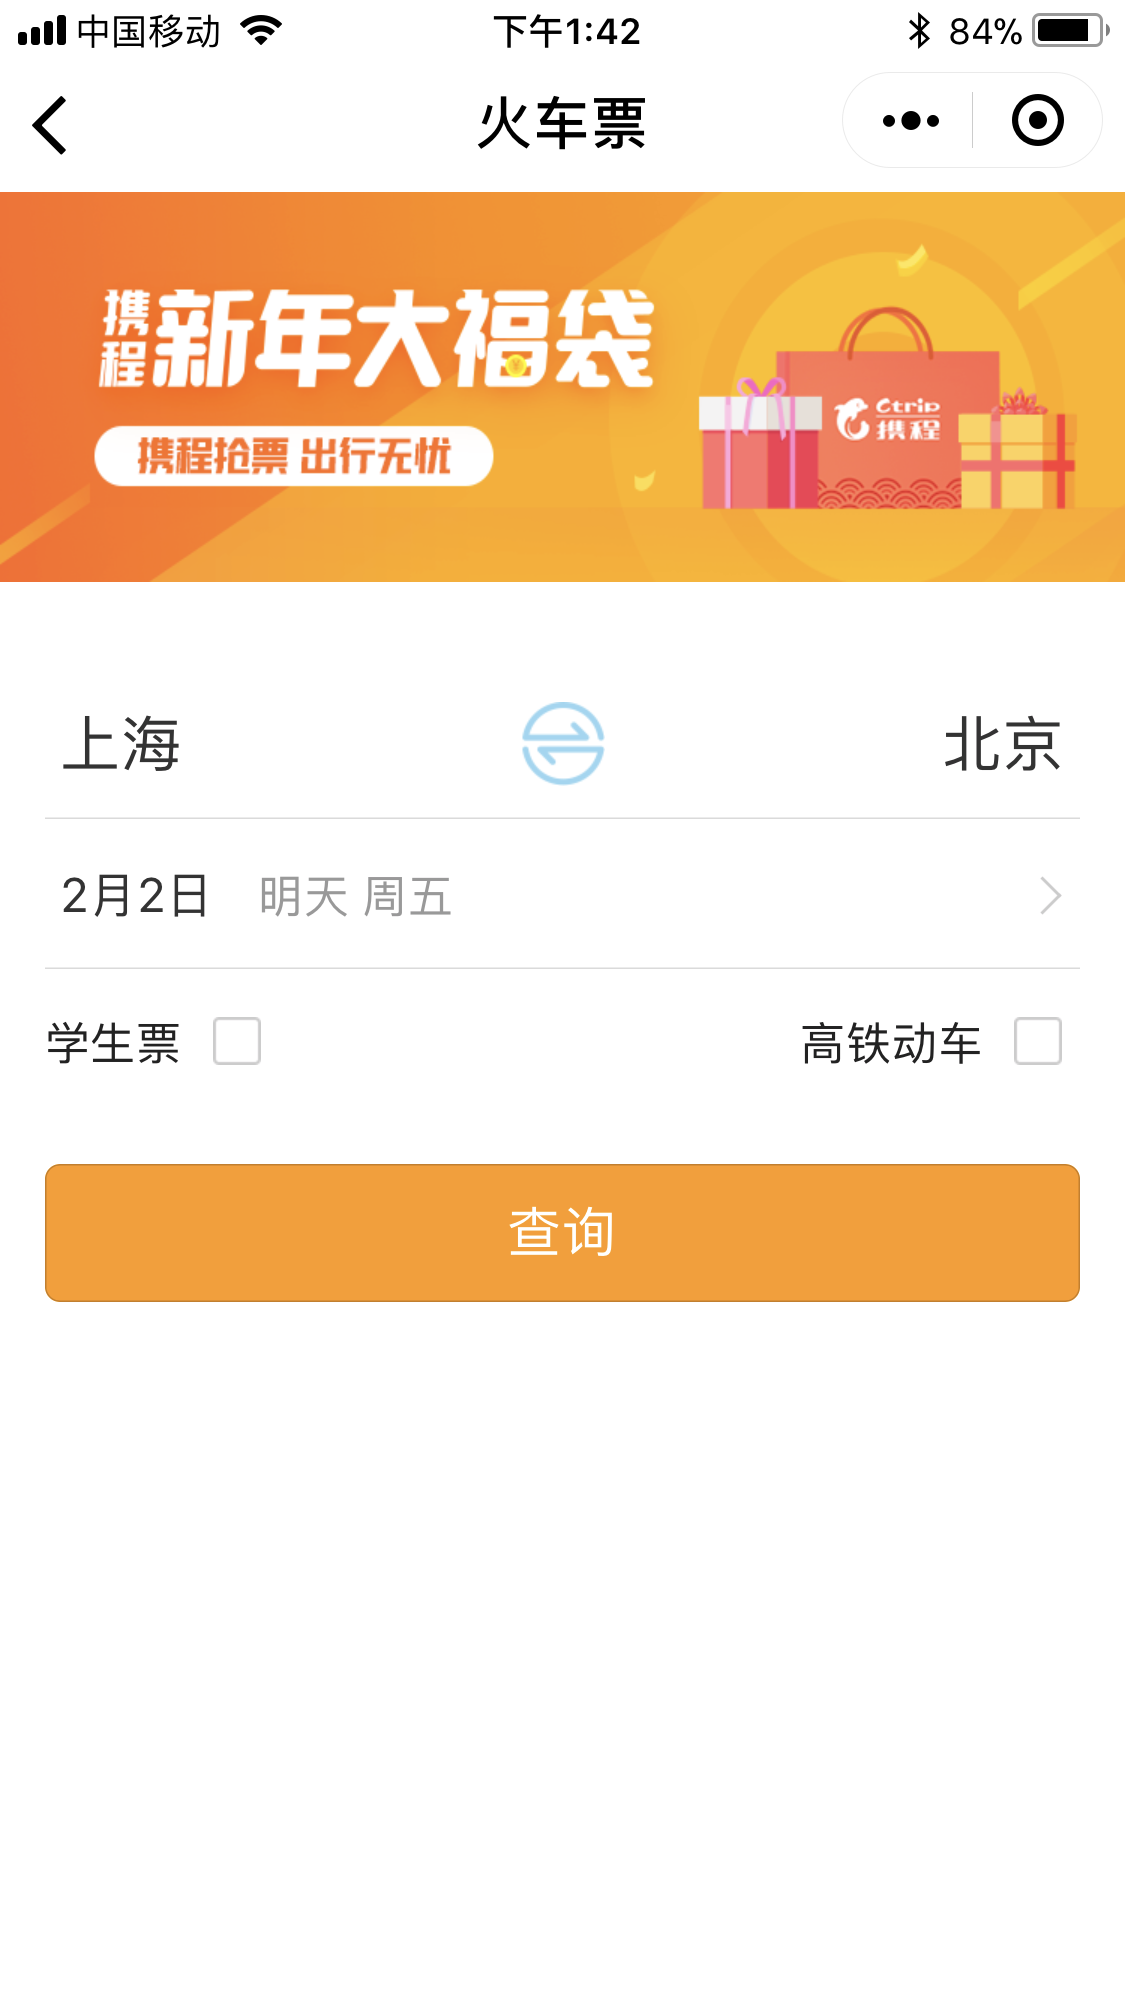 中国移动 下午1:42 84%
火车票
携程新年大福袋
携程抢票 出行无忧
Ctrip
携程
上海 北京
2月2日 明天 周五
学生票 高铁动车
查询